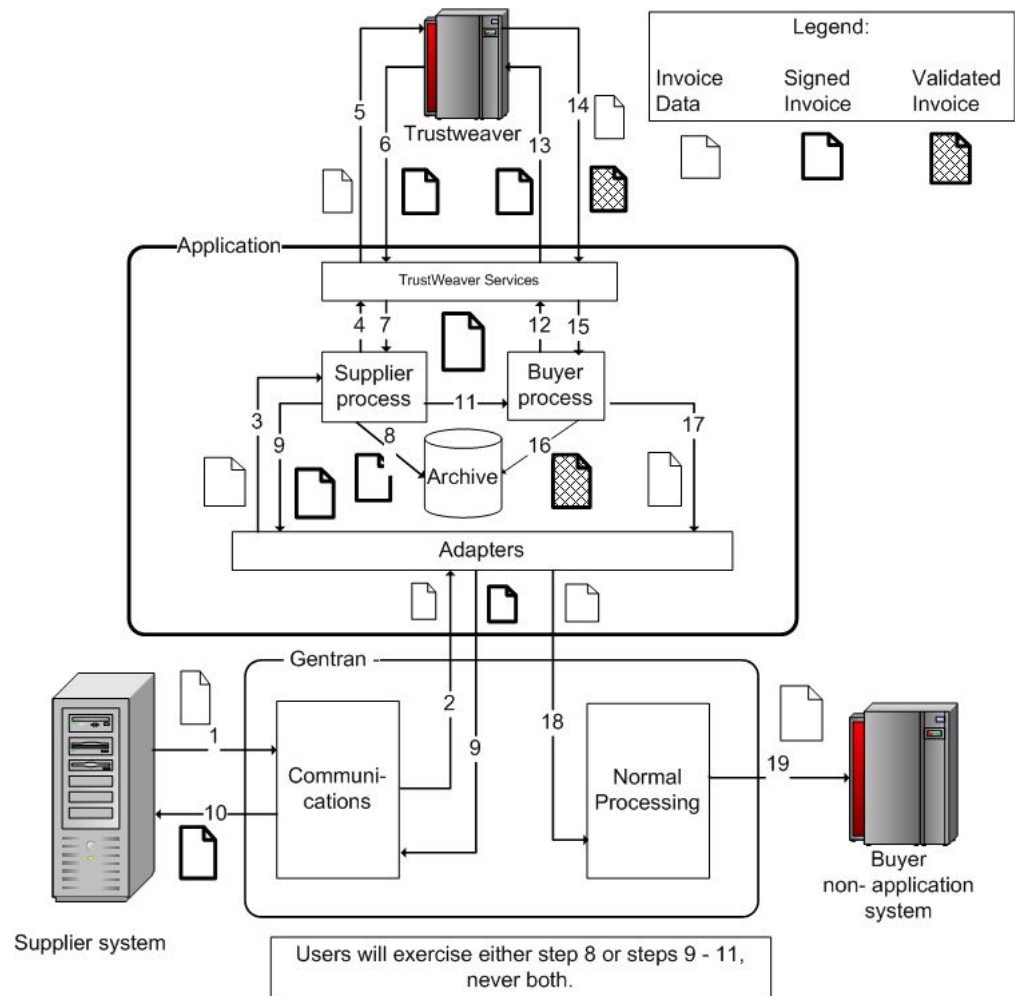 Legend:
Invoice Data
Signed Invoice
Validated Invoice
Trustweaver
5
6
13
14
Application
TrustWeaver Services
4
7
12
15
Supplier process
Buyer process
11
3
9
8
16
17
Archive
Adapters
Gentran
2
9
18
1
10
19
Communi-
cations
Normal
Processing
Supplier system
Buyer
non- application
system
Users will exercise either step 8 or steps 9 - 11,
never both.